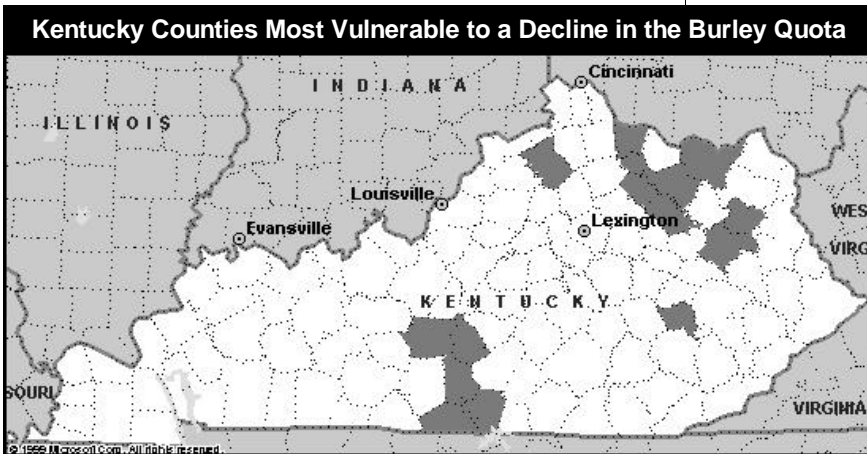 Kentucky Counties Most Vulnerable to a Decline in the Burley Quota
Cincinnati
INDIANA
ILLINOIS
Louisville
Lexington
WES
VIRG
Evansville
KENTUCKY
SOURI
VIRGINIA
© 1999 Microsoft Corp. All rights reserved.